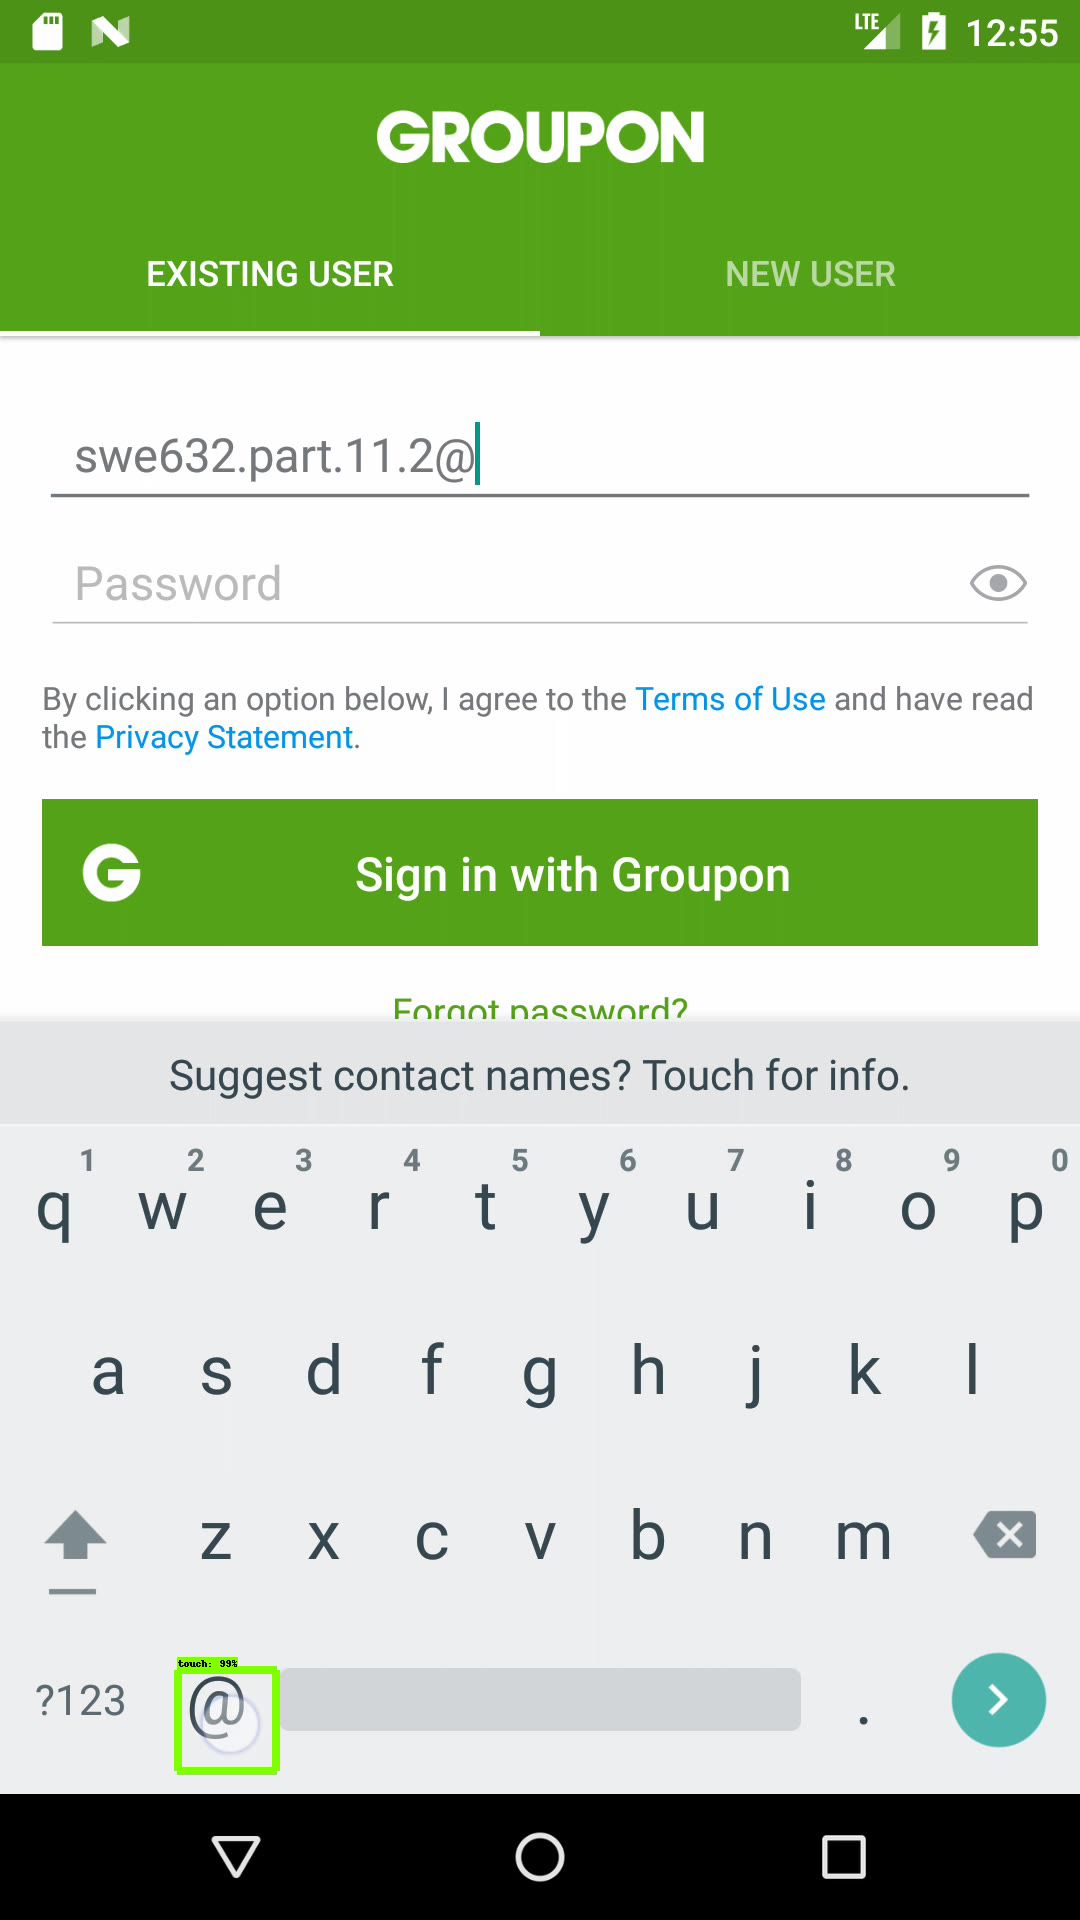 LTE 12:55
GROUPON
EXISTING USER NEW USER
swe632.part.11.2@
Password
By clicking an option below, I agree to the Terms of Use and have read
the Privacy Statement.
G Sign in with Groupon
Forgot password?
Suggest contact names? Touch for info.
1 2 3 4 5 6 7 8 9 0
q w e r t y u i o p
a s d f g h j k l
z x c v b n m
touch: 99%
?123 @ .